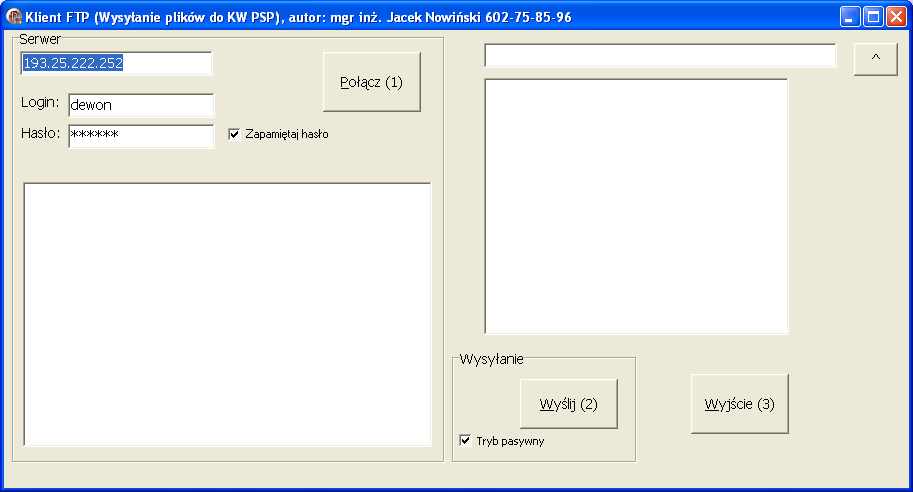 Klient FTP (Wysyłanie plików do KW PSP), autor: mgr inż. Jacek Nowiński 602-75-85-96
Serwer
193.25.222.252
Połącz (1)
^
Login: dewon
Hasło: ******
Zapamiętaj hasło
Wysyłanie
Wyślij (2)
Wyjście (3)
Tryb pasywny